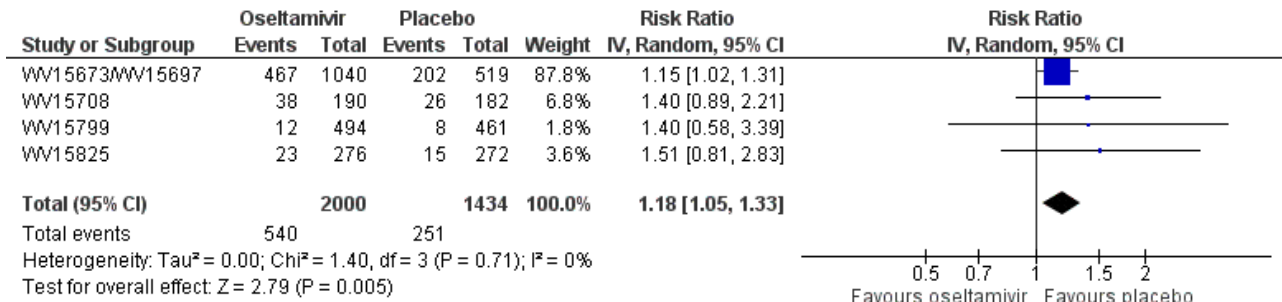 Oseltamivir Placebo Risk Ratio Risk Ratio
Study or Subgroup Events Total Events Total Weight IV, Random, 95% CI IV, Random, 95% CI
WV15673/WV15697 467 1040 202 519 87.8% 1.15 [1.02, 1.31]
WV15708 38 190 26 182 6.8% 1.40 [0.89, 2.21]
WV15799 12 494 8 461 1.8% 1.40 [0.58, 3.39]
WV15825 23 276 15 272 3.6% 1.51 [0.81, 2.83]
Total (95% CI) 2000 1434 100.0% 1.18 [1.05, 1.33]
Total events 540 251
Heterogeneity: Tau² = 0.00; Chi² = 1.40, df = 3 (P = 0.71); I² = 0%
Test for overall effect: Z = 2.79 (P = 0.005)
0.5 0.7 1 1.5 2
Favours oseltamivir Favours placebo